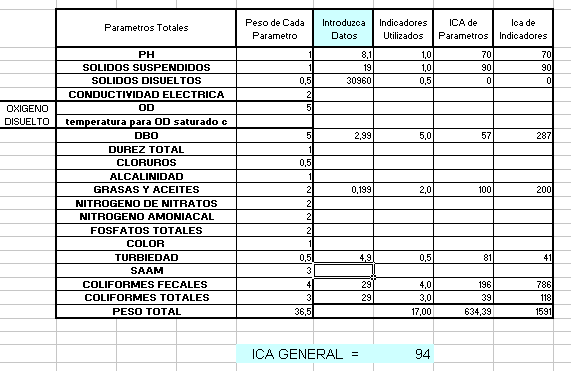 Parametros Totales Peso de Cada Parametro Introduzca Datos Indicadores Utilizados ICA de Parametros Ica de Indicadores
PH 1 8,1 1,0 70 70
SOLIDOS SUSPENDIDOS 1 19 1,0 90 90
SOLIDOS DISUELTOS 0,5 30960 0,5 0 0
CONDUCTIVIDAD ELECTRICA 2
OXIGENO OD 5
DISUELTO temperatura para OD saturado c
DBO 5 2,99 5,0 57 287
DUREZ TOTAL 1
CLORUROS 0,5
ALCALINIDAD 1
GRASAS Y ACEITES 2 0,199 2,0 100 200
NITROGENO DE NITRATOS 2
NITROGENO AMONIACAL 2
FOSFATOS TOTALES 2
COLOR 1
TURBIEDAD 0,5 4,9 0,5 81 41
SAAM 3
COLIFORMES FECALES 4 29 4,0 196 786
COLIFORMES TOTALES 3 29 3,0 39 118
PESO TOTAL 36,5 17,00 634,39 1591
ICA GENERAL = 94